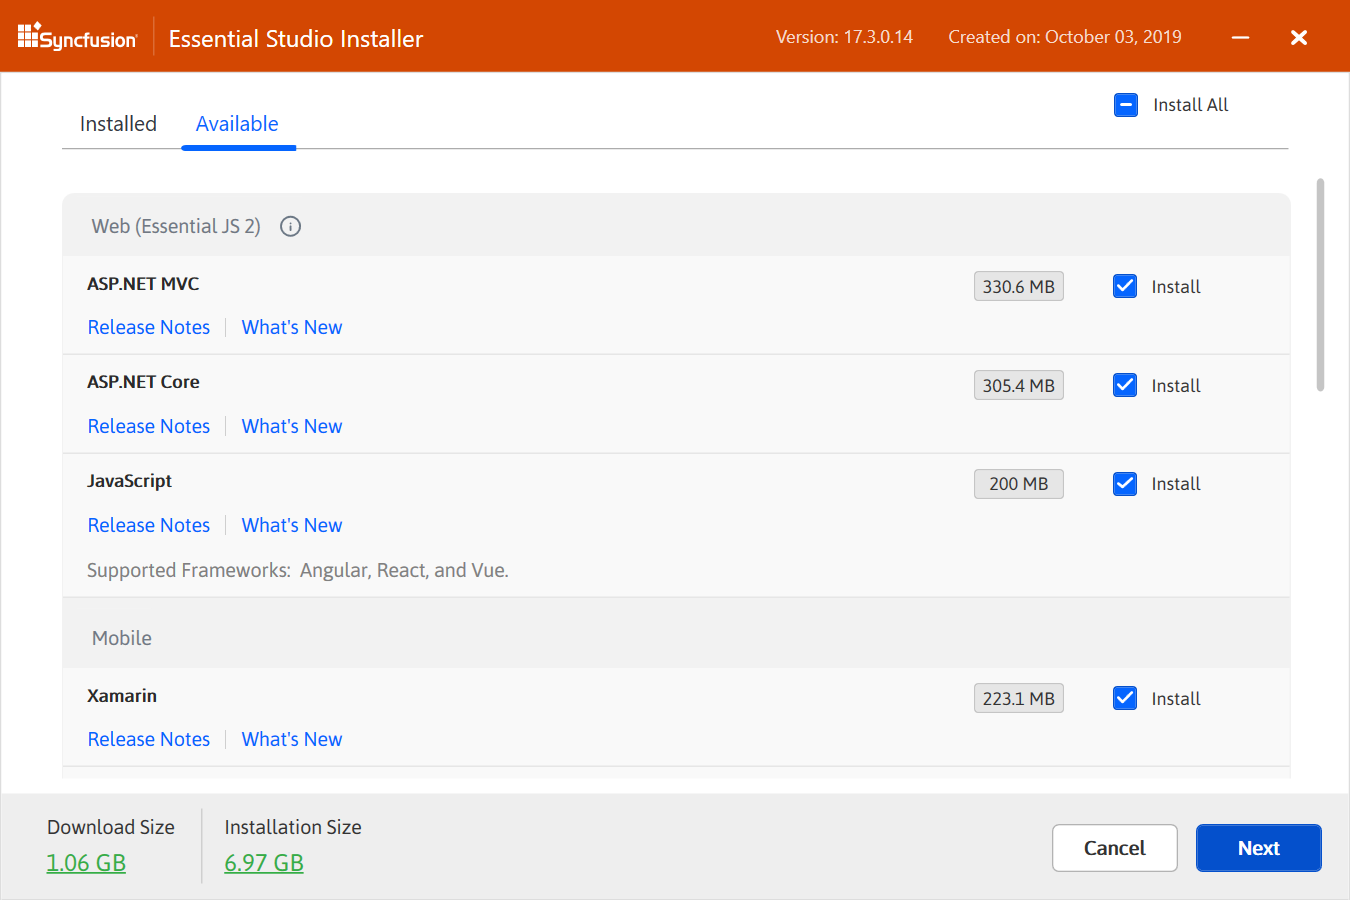 Syncfusion Essential Studio Installer Version: 17.3.0.14 Created on: October 03, 2019
Install All
Installed Available
Web (Essential JS 2)
ASP.NET MVC 330.6 MB Install
Release Notes What's New
ASP.NET Core 305.4 MB Install
Release Notes What's New
JavaScript 200 MB Install
Release Notes What's New
Supported Frameworks: Angular, React, and Vue.
Mobile
Xamarin 223.1 MB Install
Release Notes What's New
Download Size Installation Size
1.06 GB 6.97 GB
Cancel Next